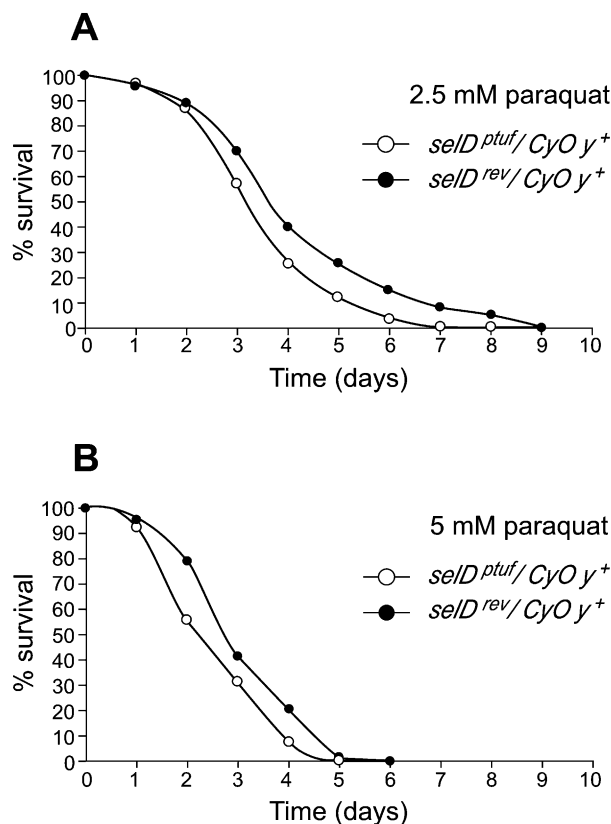 A
2.5 mM paraquat
selD ptuf / CyO y +
selD rev / CyO y +
% survival
100
90
80
70
60
50
40
30
20
10
0
0 1 2 3 4 5 6 7 8 9 10
Time (days)
B
5 mM paraquat
selD ptuf / CyO y +
selD rev / CyO y +
% survival
100
90
80
70
60
50
40
30
20
10
0
0 1 2 3 4 5 6 7 8 9 10
Time (days)